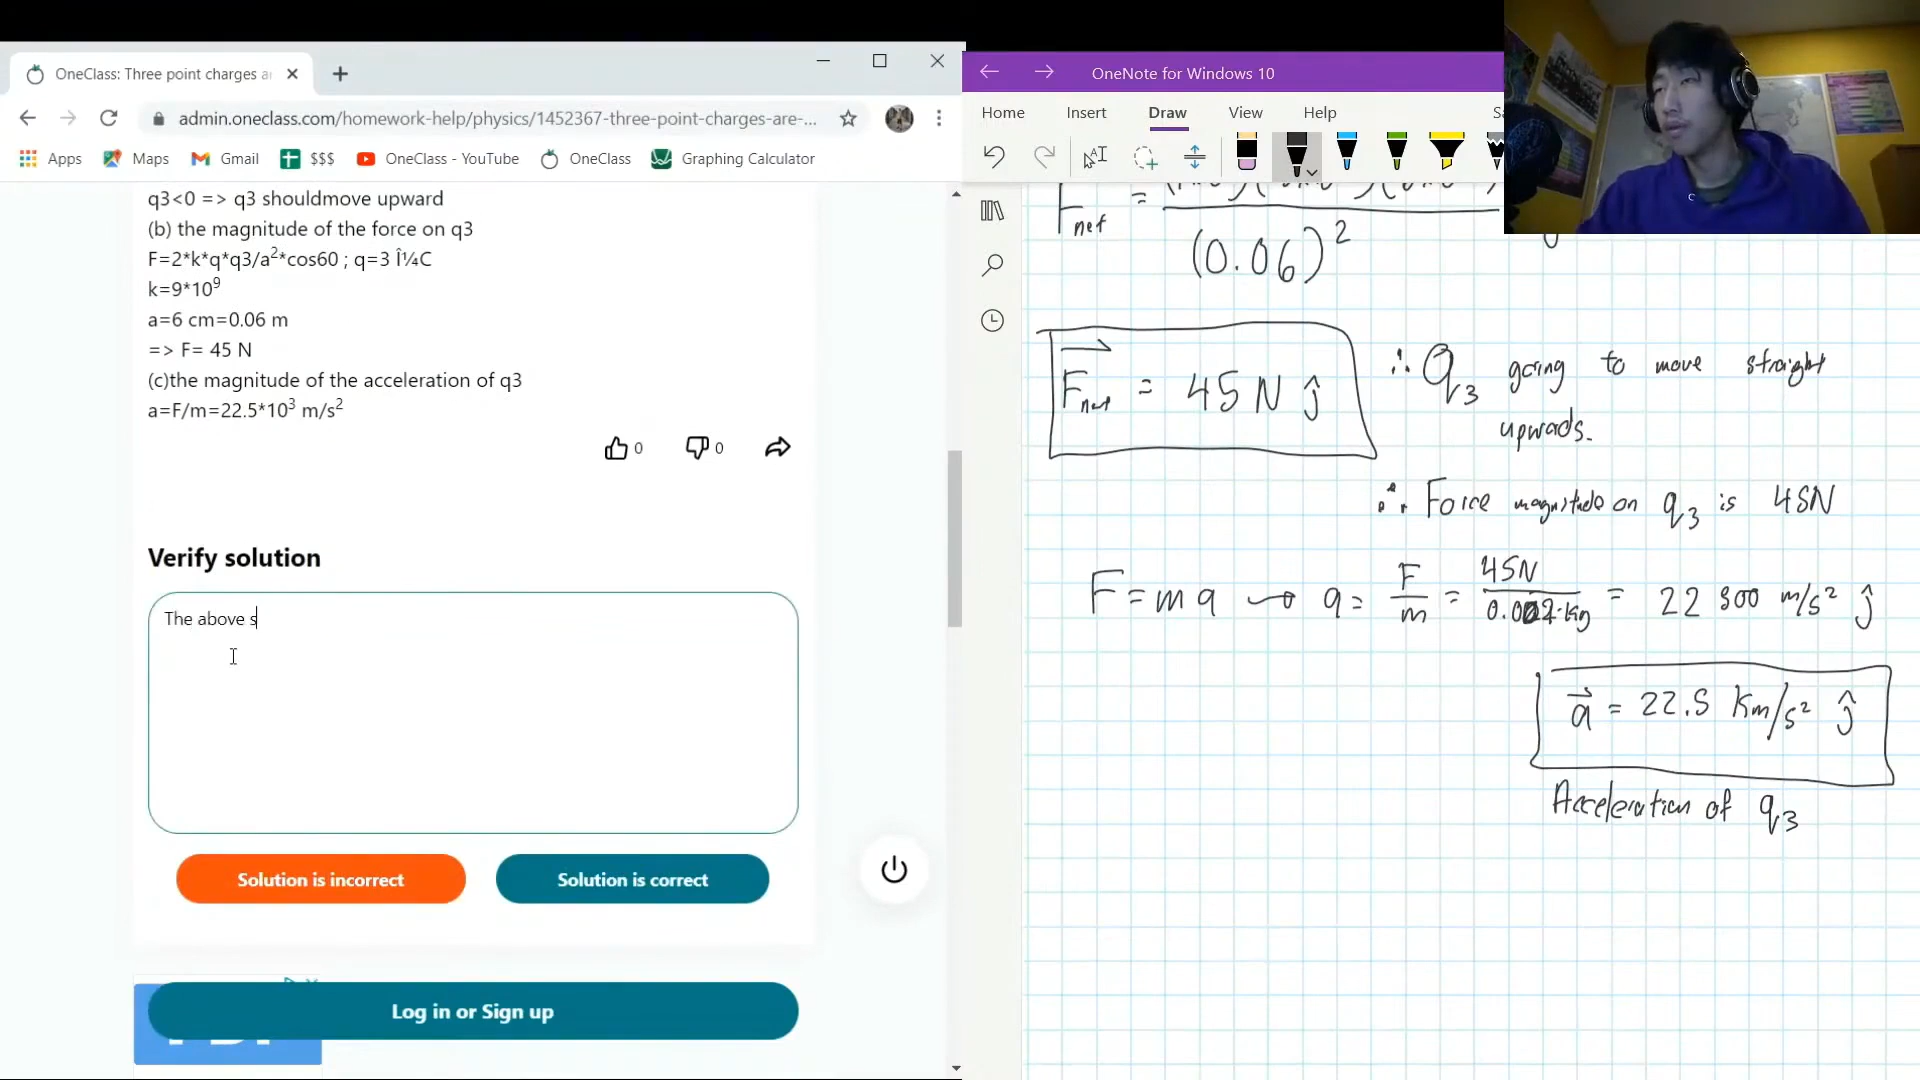 OneClass: Three point charges a
admin.oneclass.com/homework-help/physics/1452367-three-point-charges-are-...
Apps Maps Gmail $$$ OneClass - YouTube OneClass Graphing Calculator
q3<0 => q3 shouldmove upward
(b) the magnitude of the force on q3
F=2*k*q*q3/a²*cos60 ; q=3 Î¼C
k=9*10⁹
a=6 cm=0.06 m
=> F= 45 N
(c)the magnitude of the acceleration of q3
a=F/m=22.5*10³ m/s²
0 0
Verify solution
The above s
Solution is incorrect Solution is correct
Log in or Sign up
OneNote for Windows 10
Home Insert Draw View Help
F net =
(0.06)²
F net = 45 N ĵ
∴ Q3 going to move straight
upwads.
∴ Force magnitude on q3 is 45N
F = ma → a = F/m = 45N/0.002 kg = 22 500 m/s² ĵ
a = 22.5 Km/s² ĵ
Acceleration of q3